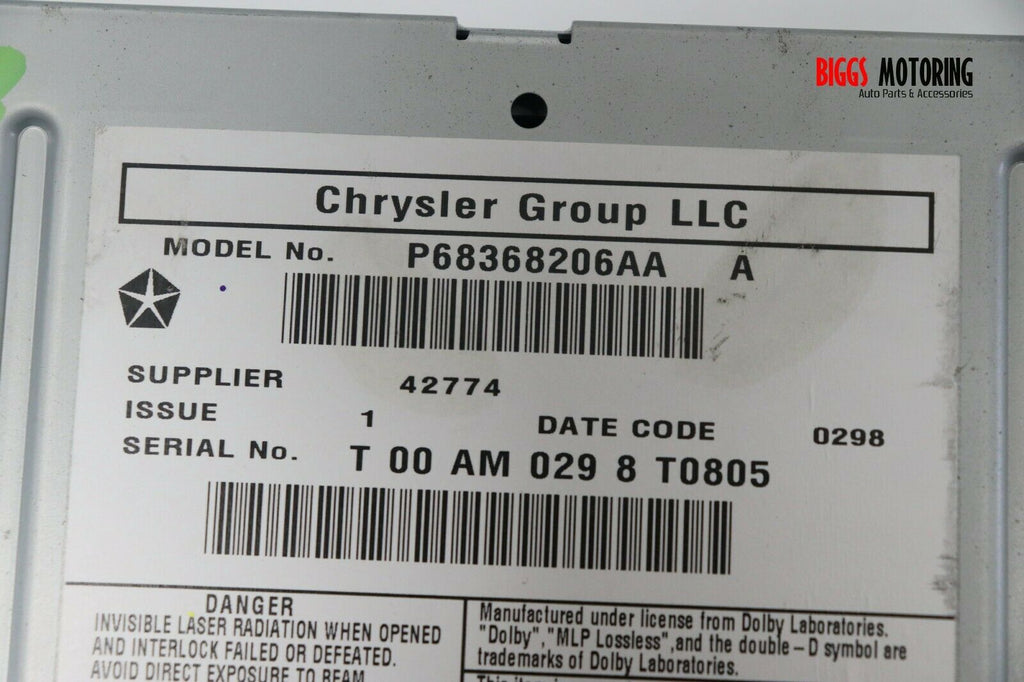 BIGGS MOTORING
Auto Parts & Accessories
Chrysler Group LLC
MODEL No. P68368206AA A
SUPPLIER 42774
ISSUE 1 DATE CODE 0298
SERIAL No. T 00 AM 029 8 T0805
DANGER
INVISIBLE LASER RADIATION WHEN OPENED
AND INTERLOCK FAILED OR DEFEATED.
AVOID DIRECT EXPOSURE TO BEAM.
Manufactured under license from Dolby Laboratories.
"Dolby","MLP Lossless",and the double-D symbol are
trademarks of Dolby Laboratories.
This item